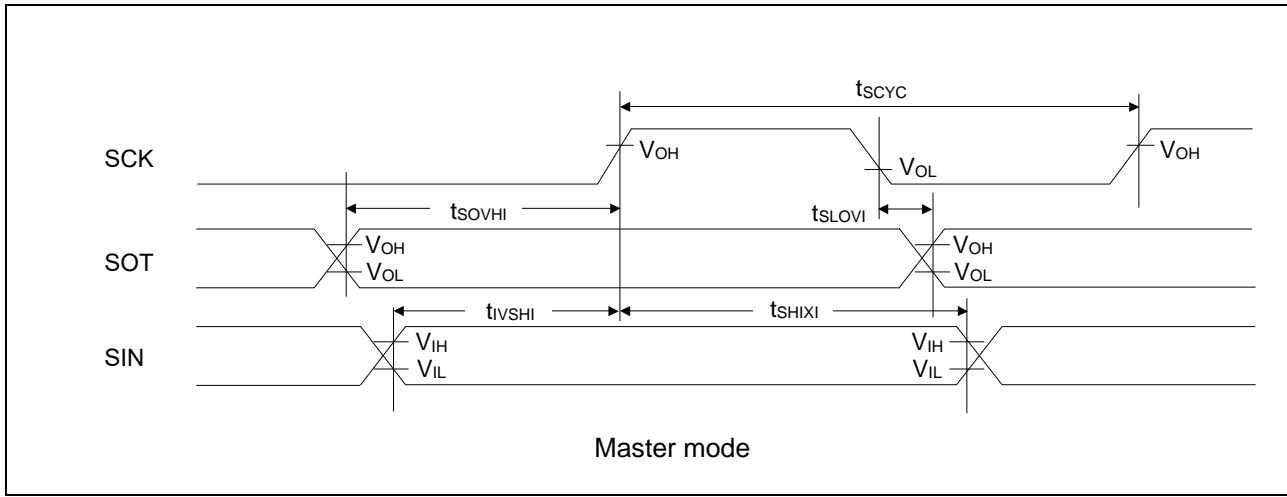 tSCYC
SCK
VOH
VOL
VOH
tSOVHI
tSLOVI
SOT
VOH
VOL
VOH
VOL
tIVSHI
tSHIXI
SIN
VIH
VIL
VIH
VIL
Master mode